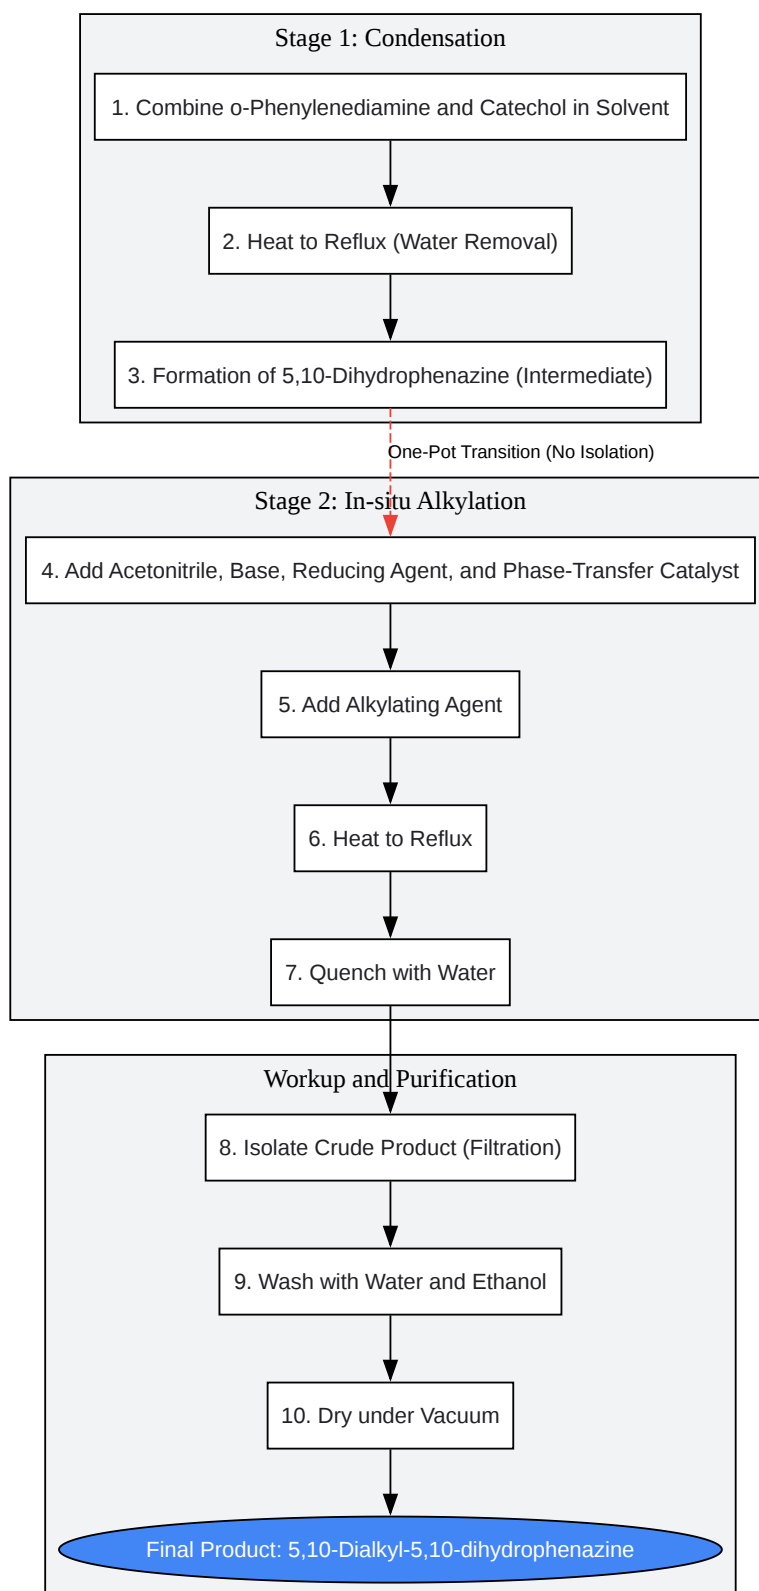 Stage 1: Condensation
1. Combine o-Phenylenediamine and Catechol in Solvent
2. Heat to Reflux (Water Removal)
3. Formation of 5,10-Dihydrophenazine (Intermediate)
One-Pot Transition (No Isolation)
Stage 2: In-situ Alkylation
4. Add Acetonitrile, Base, Reducing Agent, and Phase-Transfer Catalyst
5. Add Alkylating Agent
6. Heat to Reflux
7. Quench with Water
Workup and Purification
8. Isolate Crude Product (Filtration)
9. Wash with Water and Ethanol
10. Dry under Vacuum
Final Product: 5,10-Dialkyl-5,10-dihydrophenazine